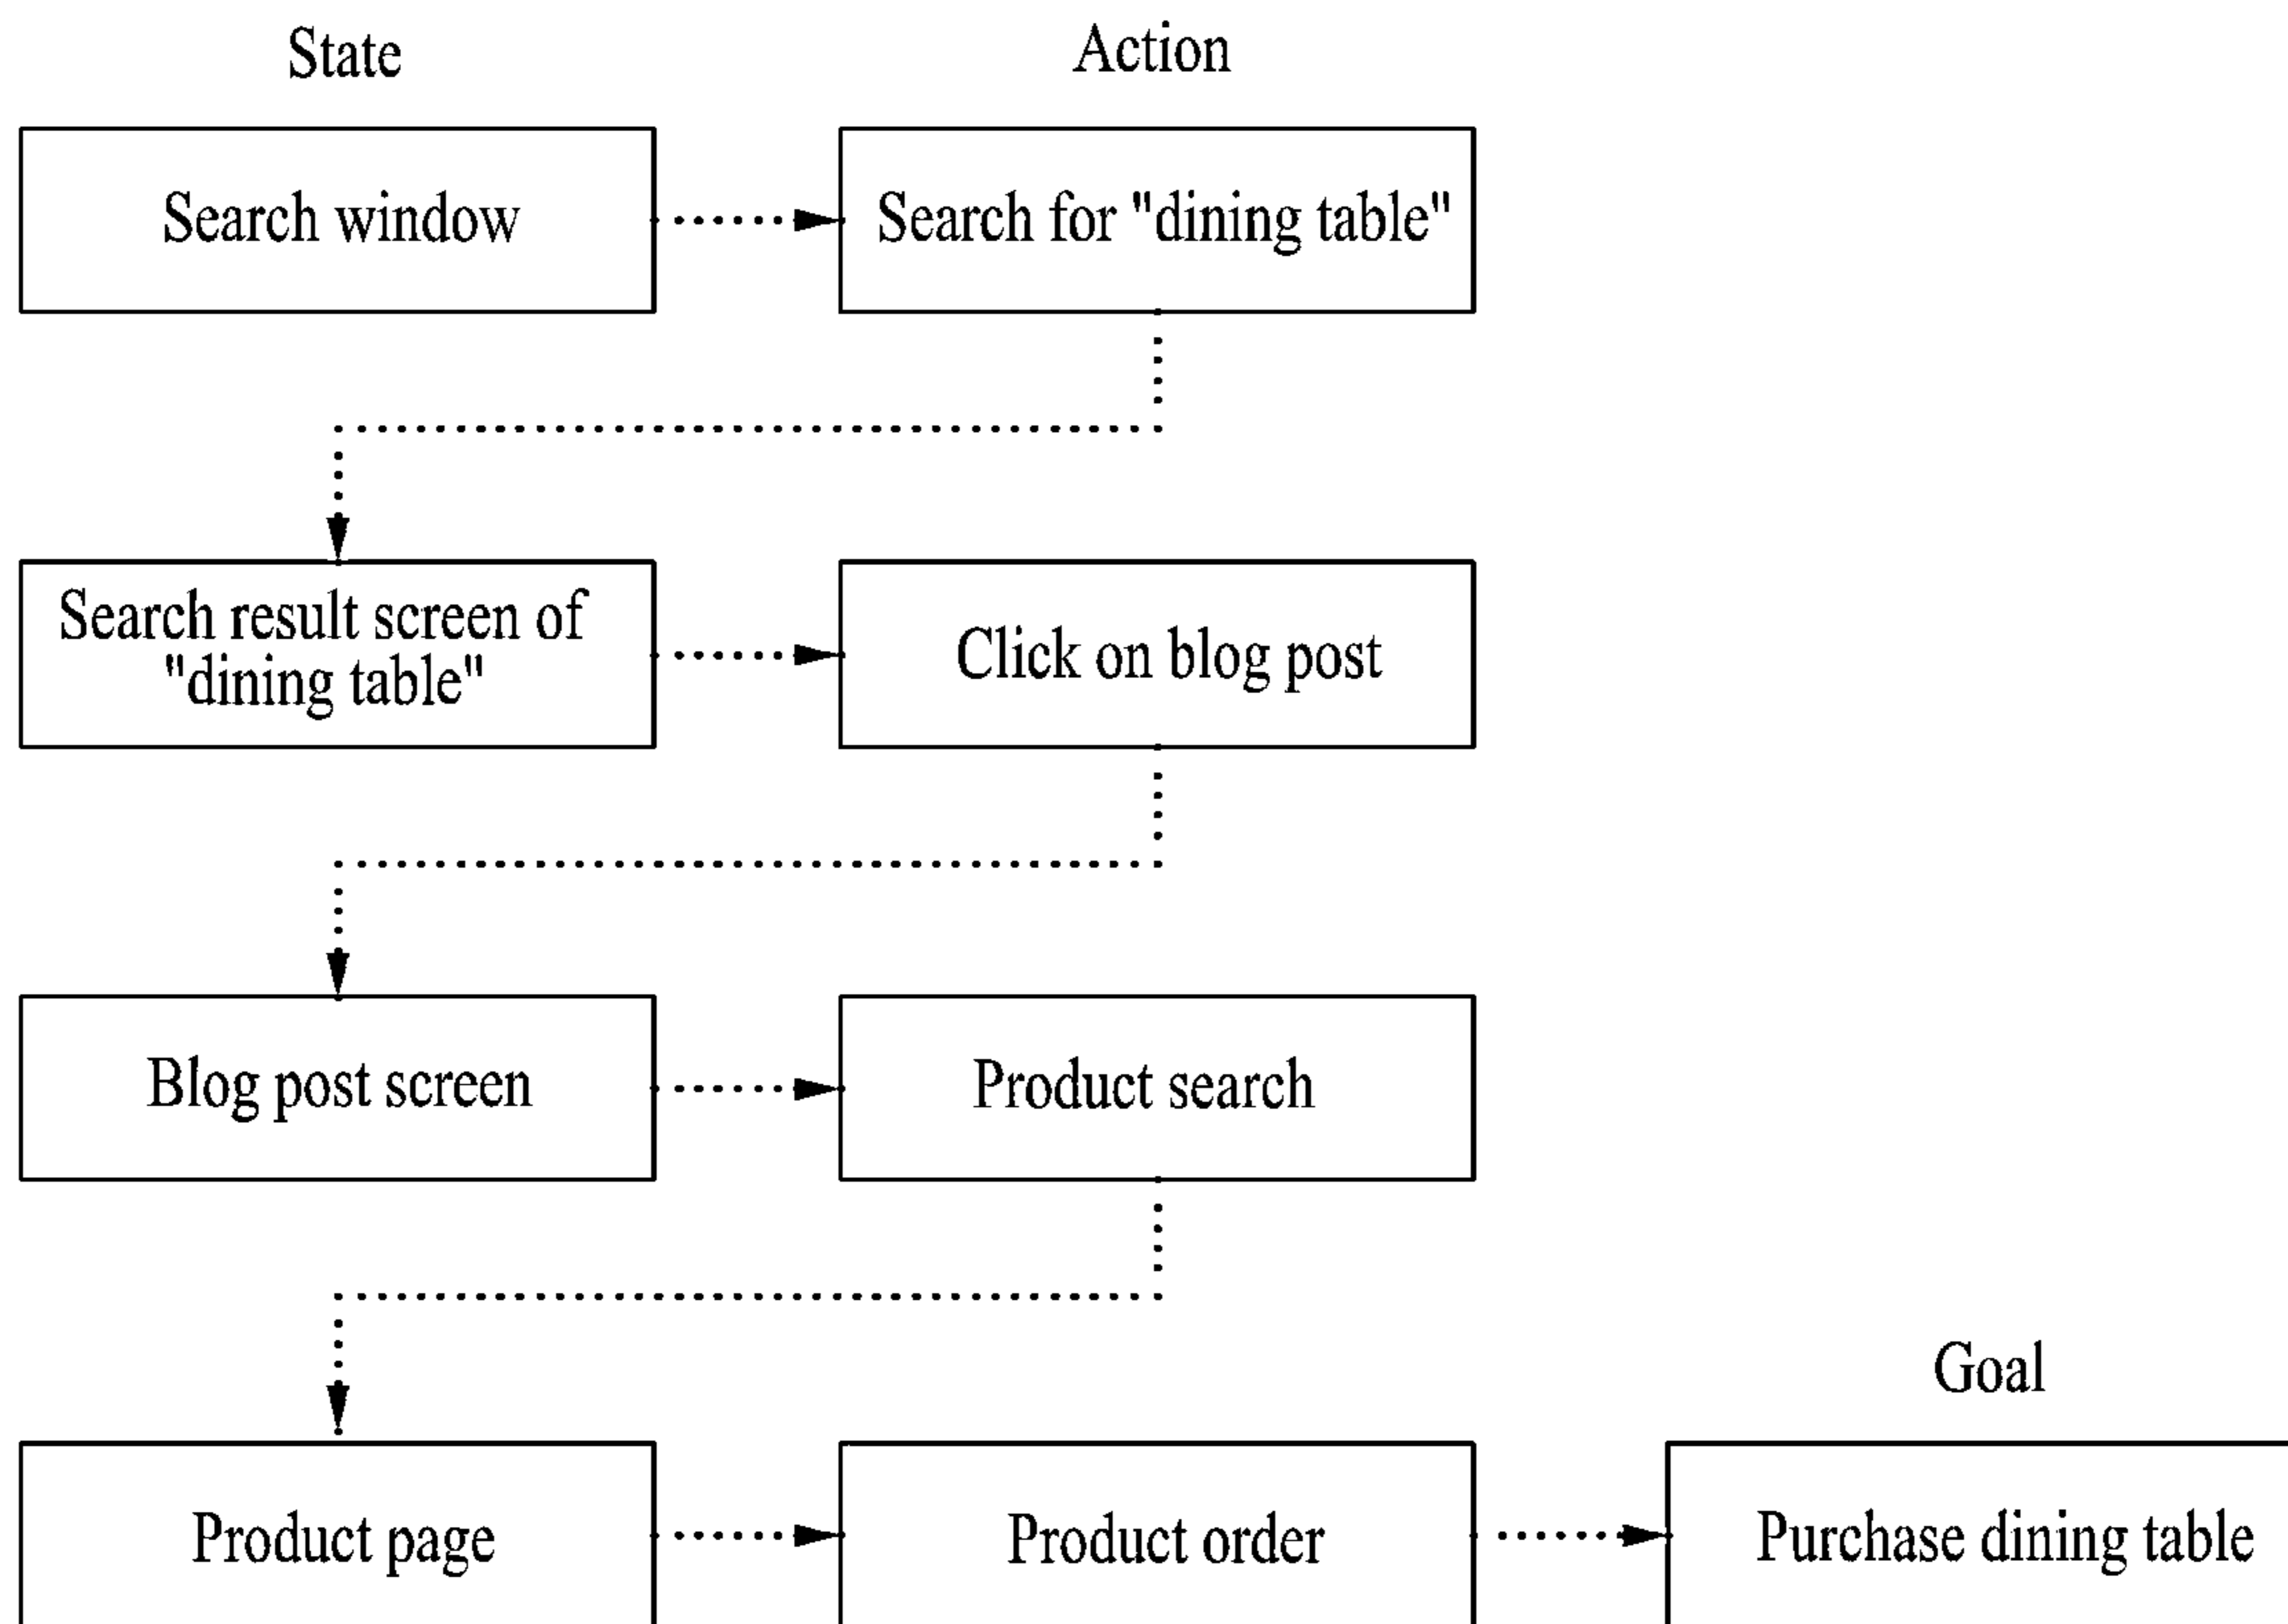 State
Action
Search window
Search for "dining table"
Search result screen of
"dining table"
Click on blog post
Blog post screen
Product search
Goal
Product page
Product order
Purchase dining table